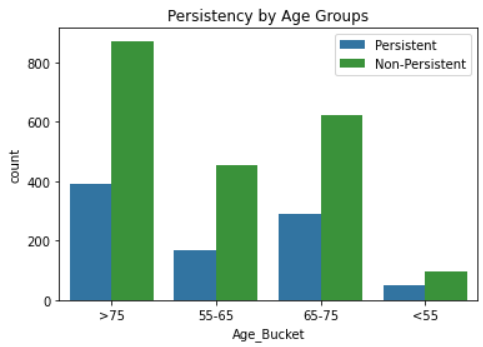 Persistency by Age Groups
Persistent
Non-Persistent
800
600
400
200
0
count
>75 55-65 65-75 <55
Age_Bucket